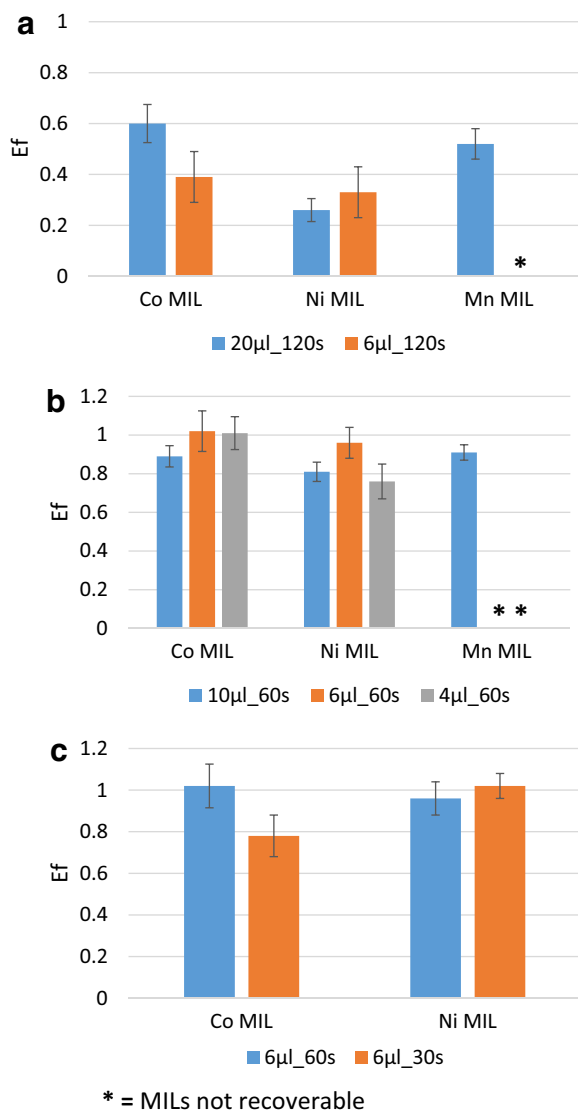 a
1
0.8
0.6
0.4
0.2
0
Ef
Co MIL Ni MIL Mn MIL
*
20µl_120s 6µl_120s
b
1.2
1
0.8
0.6
0.4
0.2
0
Ef
Co MIL Ni MIL Mn MIL
* *
10µl_60s 6µl_60s 4µl_60s
c
1.2
1
0.8
0.6
0.4
0.2
0
Ef
Co MIL Ni MIL
6µl_60s 6µl_30s
* = MILs not recoverable